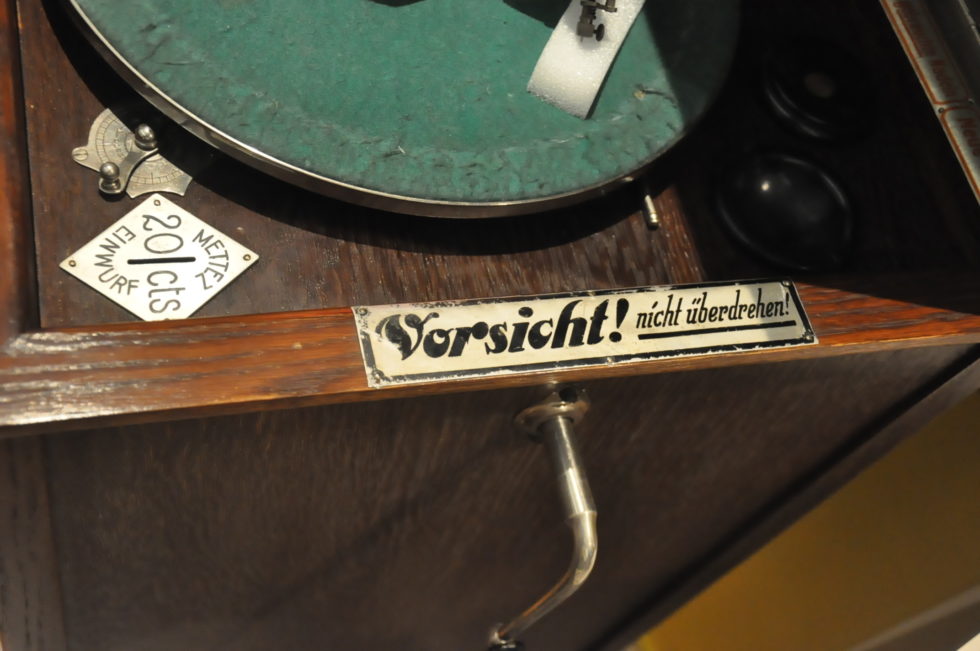 METTEZ
20 cts
EINWURF
Vorsicht! nicht überdrehen!